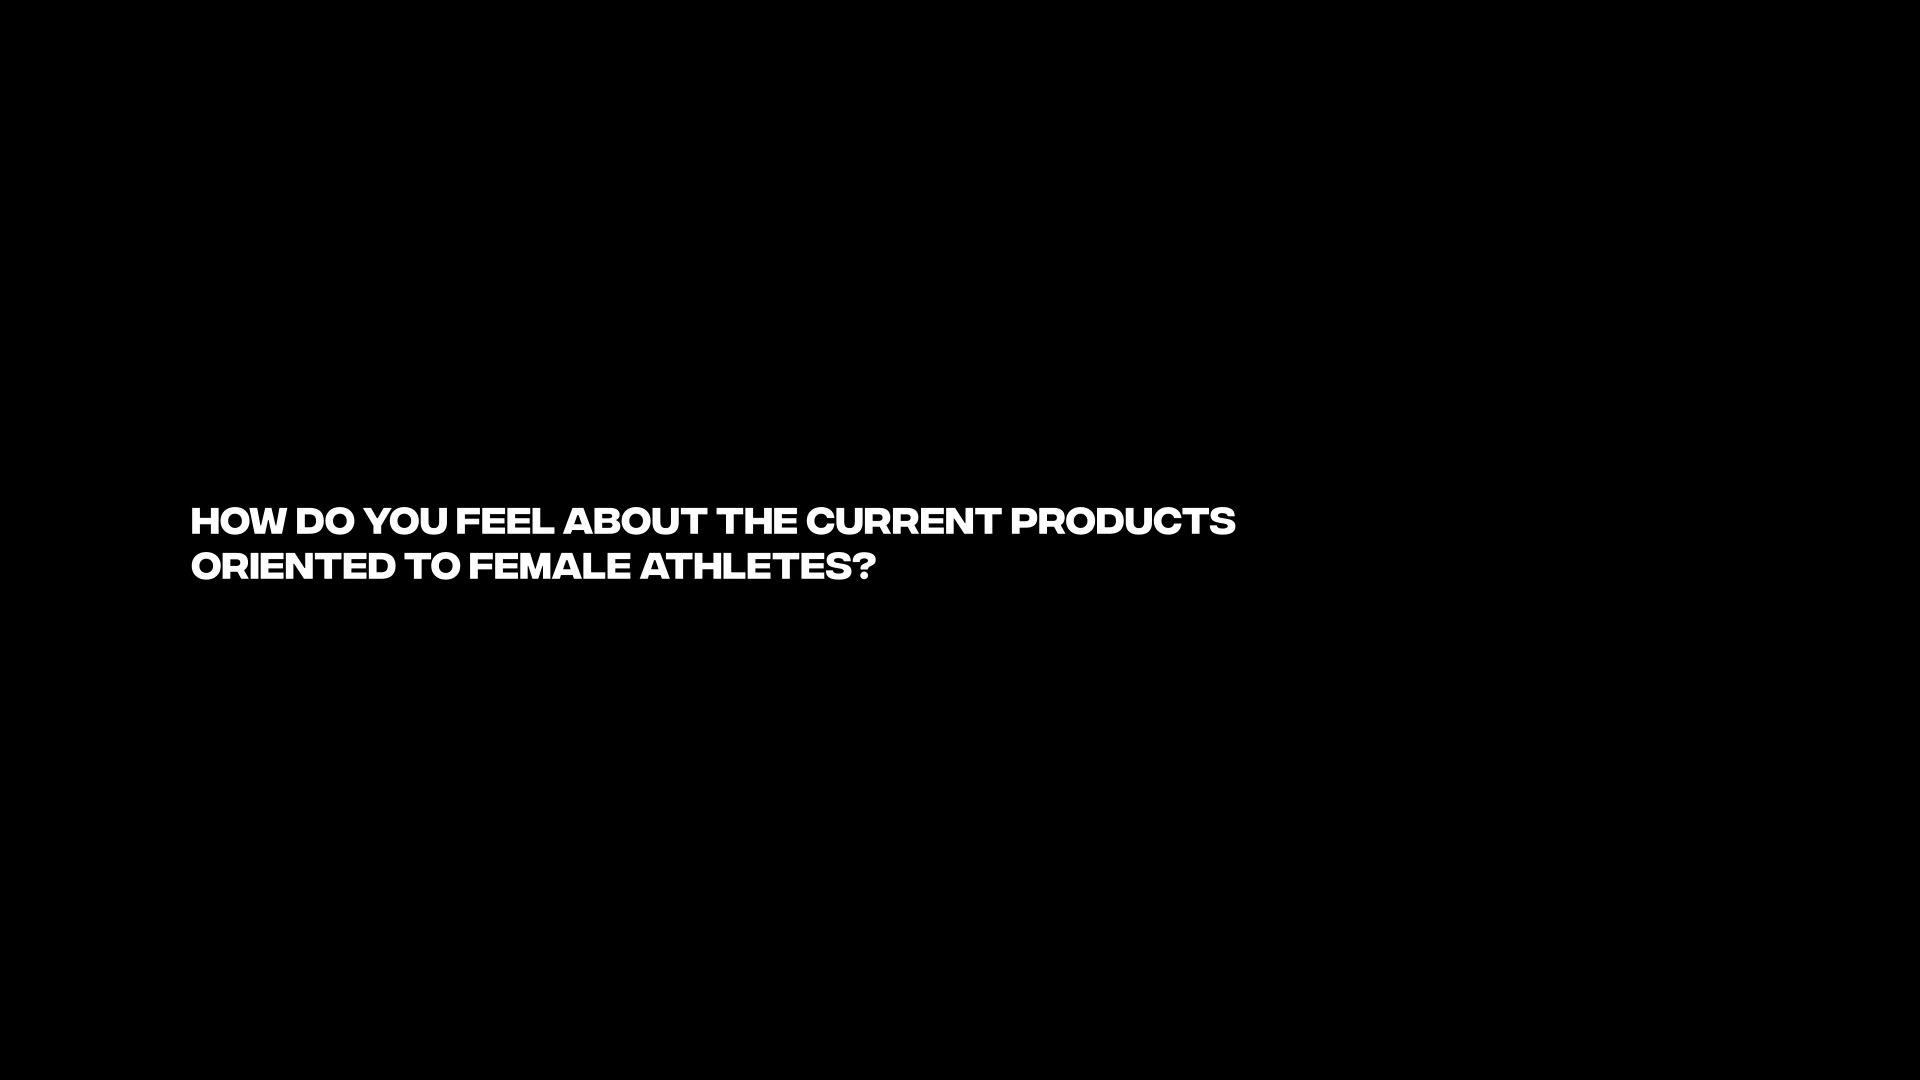 HOW DO YOU FEEL ABOUT THE CURRENT PRODUCTS
ORIENTED TO FEMALE ATHLETES?